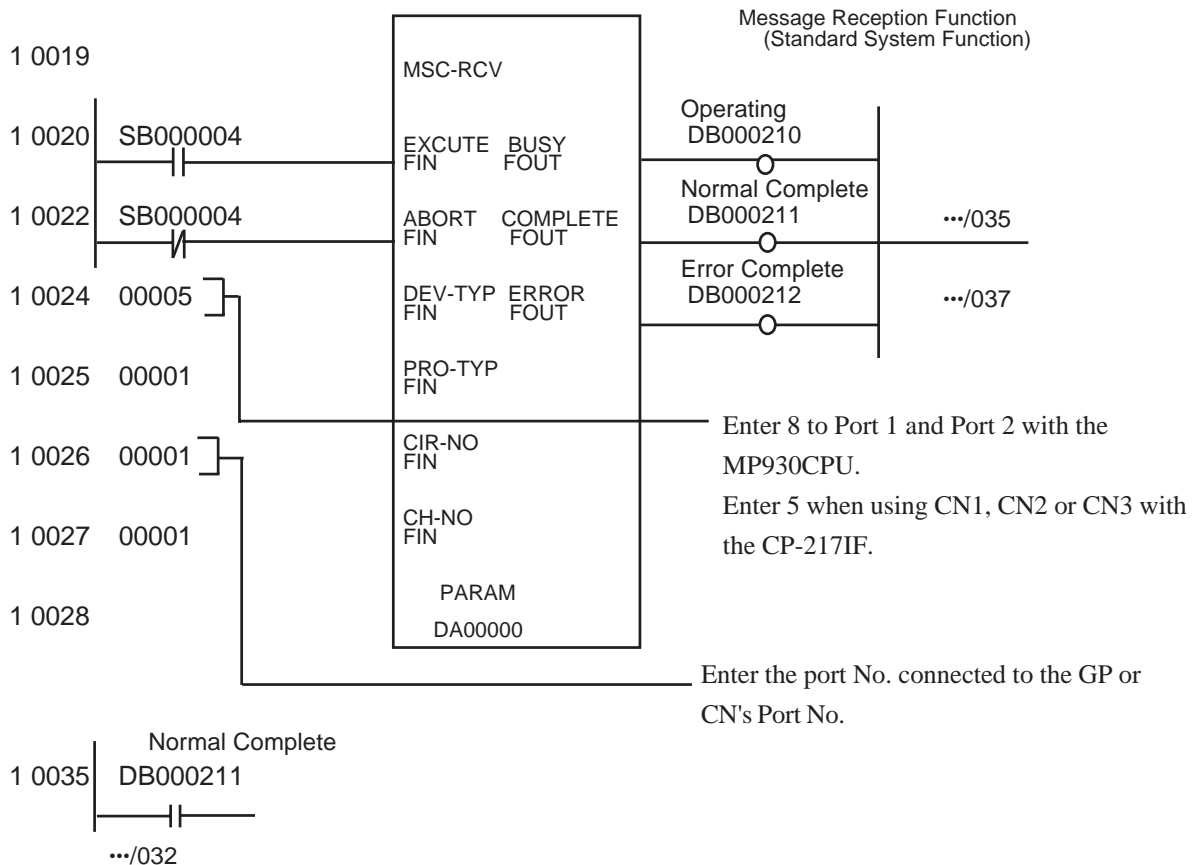 Message Reception Function
(Standard System Function)
1 0019
MSC-RCV
Operating
1 0020 SB000004 EXCUTE BUSY DB000210
FIN FOUT
Normal Complete
1 0022 SB000004 ABORT COMPLETE DB000211 •••/035
FIN FOUT
Error Complete
1 0024 00005 DEV-TYP ERROR DB000212 •••/037
FIN FOUT
1 0025 00001 PRO-TYP
FIN
Enter 8 to Port 1 and Port 2 with the
MP930CPU.
Enter 5 when using CN1, CN2 or CN3 with
the CP-217IF.
1 0026 00001 CIR-NO
FIN
1 0027 00001 CH-NO
FIN
PARAM
1 0028 DA00000
Enter the port No. connected to the GP or
CN's Port No.
Normal Complete
1 0035 DB000211
•••/032